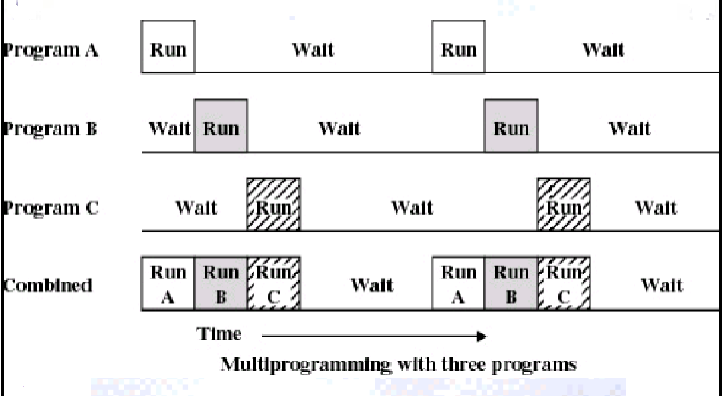 Program A Run Wait Run Wait
Program B Wait Run Wait Run Wait
Program C Wait Run Wait Run Wait
Combined Run A Run B Run C Wait Run A Run B Run C Wait
Time
Multiprogramming with three programs